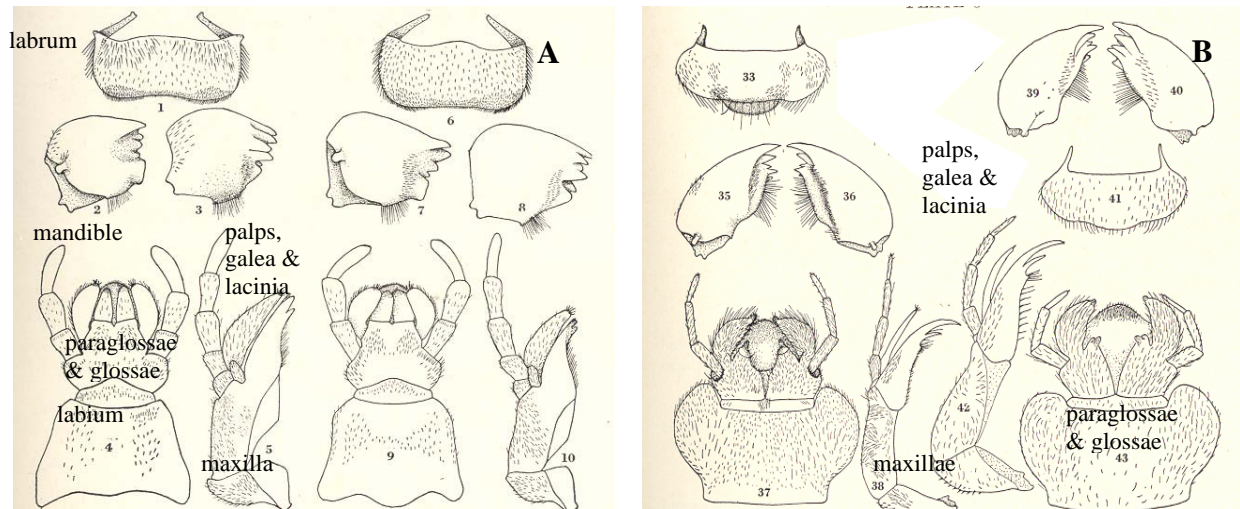 labrum
A
1
6
2
3
7
8
mandible
palps,
galea &
lacinia
paraglossae
& glossae
labium
4
5
maxilla
9
10
B
33
39
40
palps,
galea &
lacinia
35
36
41
42
paraglossae
& glossae
43
maxillae
37
38